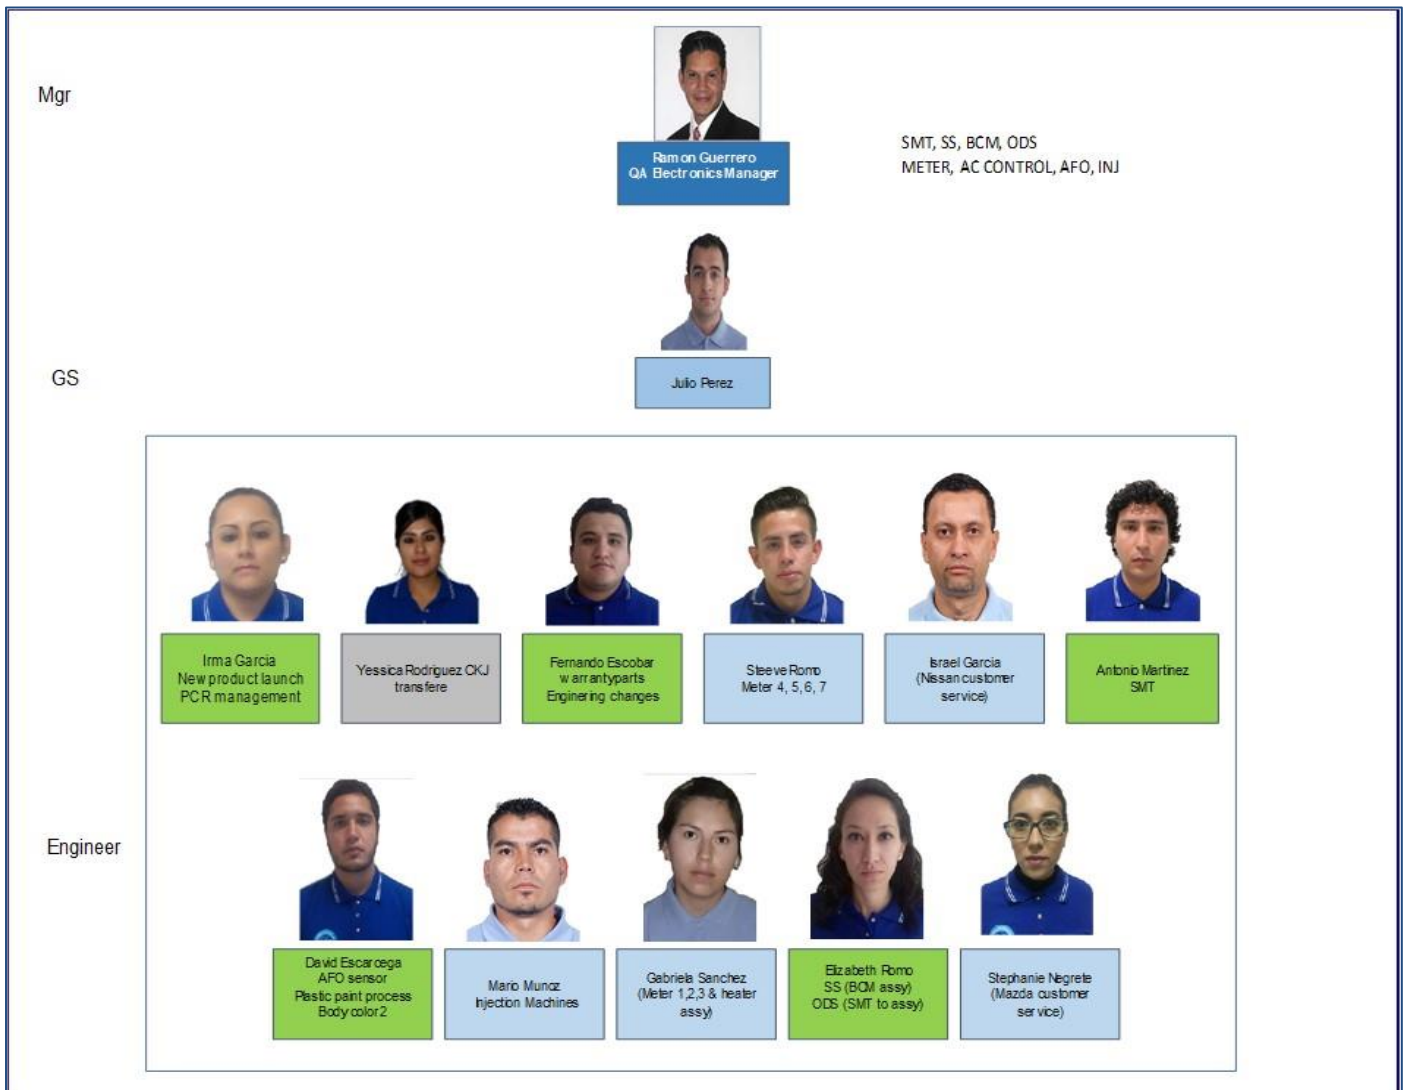 Mgr
Ramon Guerrero
QA Electronics Manager
SMT, SS, BCM, ODS
METER, AC CONTROL, AFO, INJ
GS
Julio Perez
Irma Garcia
New product launch
PCR management
Yessica Rodriguez CKJ
transfere
Fernando Escobar
warrantyparts
Enginering changes
Steeve Romo
Meter 4, 5, 6, 7
Israel Garcia
(Nissan customer
service)
Antonio Martinez
SMT
Engineer
David Escarcega
AFO sensor
Plastic paint process
Body color 2
Mario Munoz
Injection Machines
Gabriela Sanchez
(Meter 1,2,3 & heater
assy)
Elizabeth Romo
SS (BCM assy)
ODS (SMT to assy)
Stephanie Negrete
(Mazda customer
service)